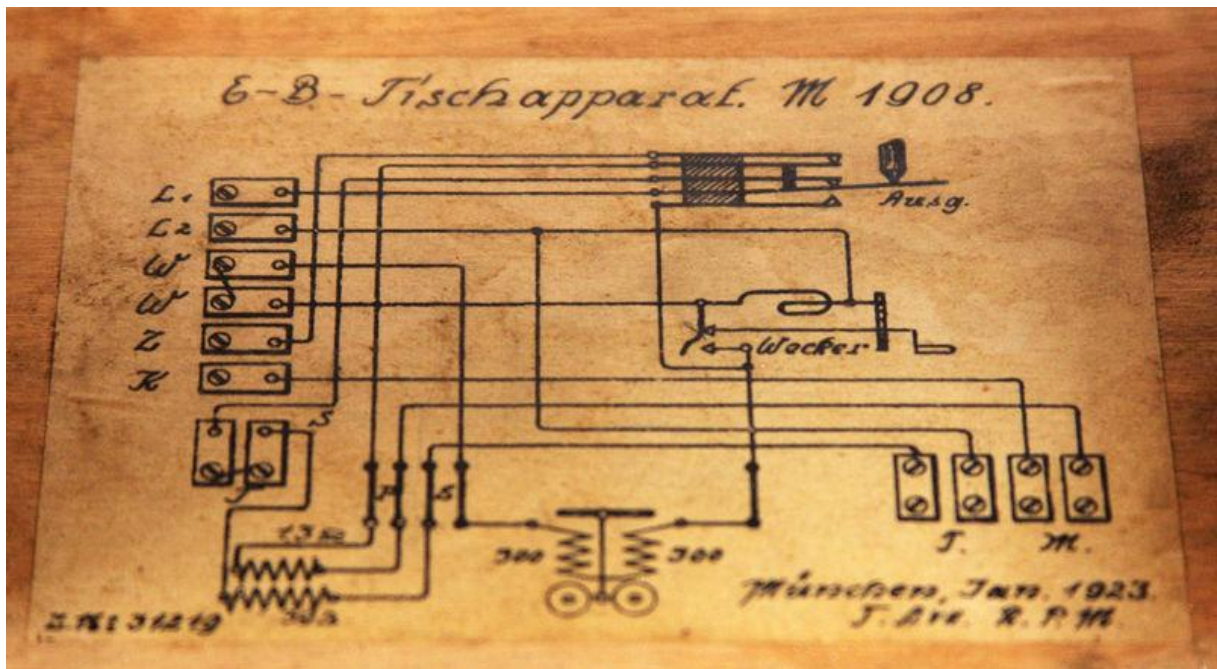 E-B-Tischapparat. M 1908.
L1
L2
W
W
Z
K
Ausg.
Wecker
P S
300 300
T. M.
München, Jan. 1923.
T. R. P. M.